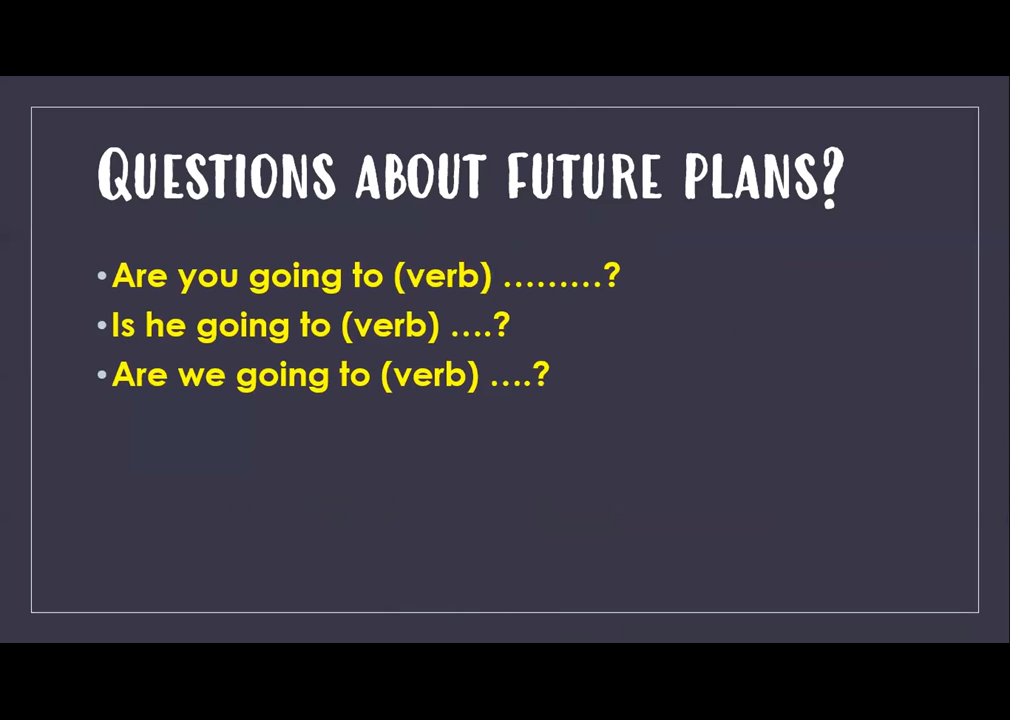 QUESTIONS ABOUT FUTURE PLANS?
•Are you going to (verb) ………?
•Is he going to (verb) ….?
•Are we going to (verb) ….?